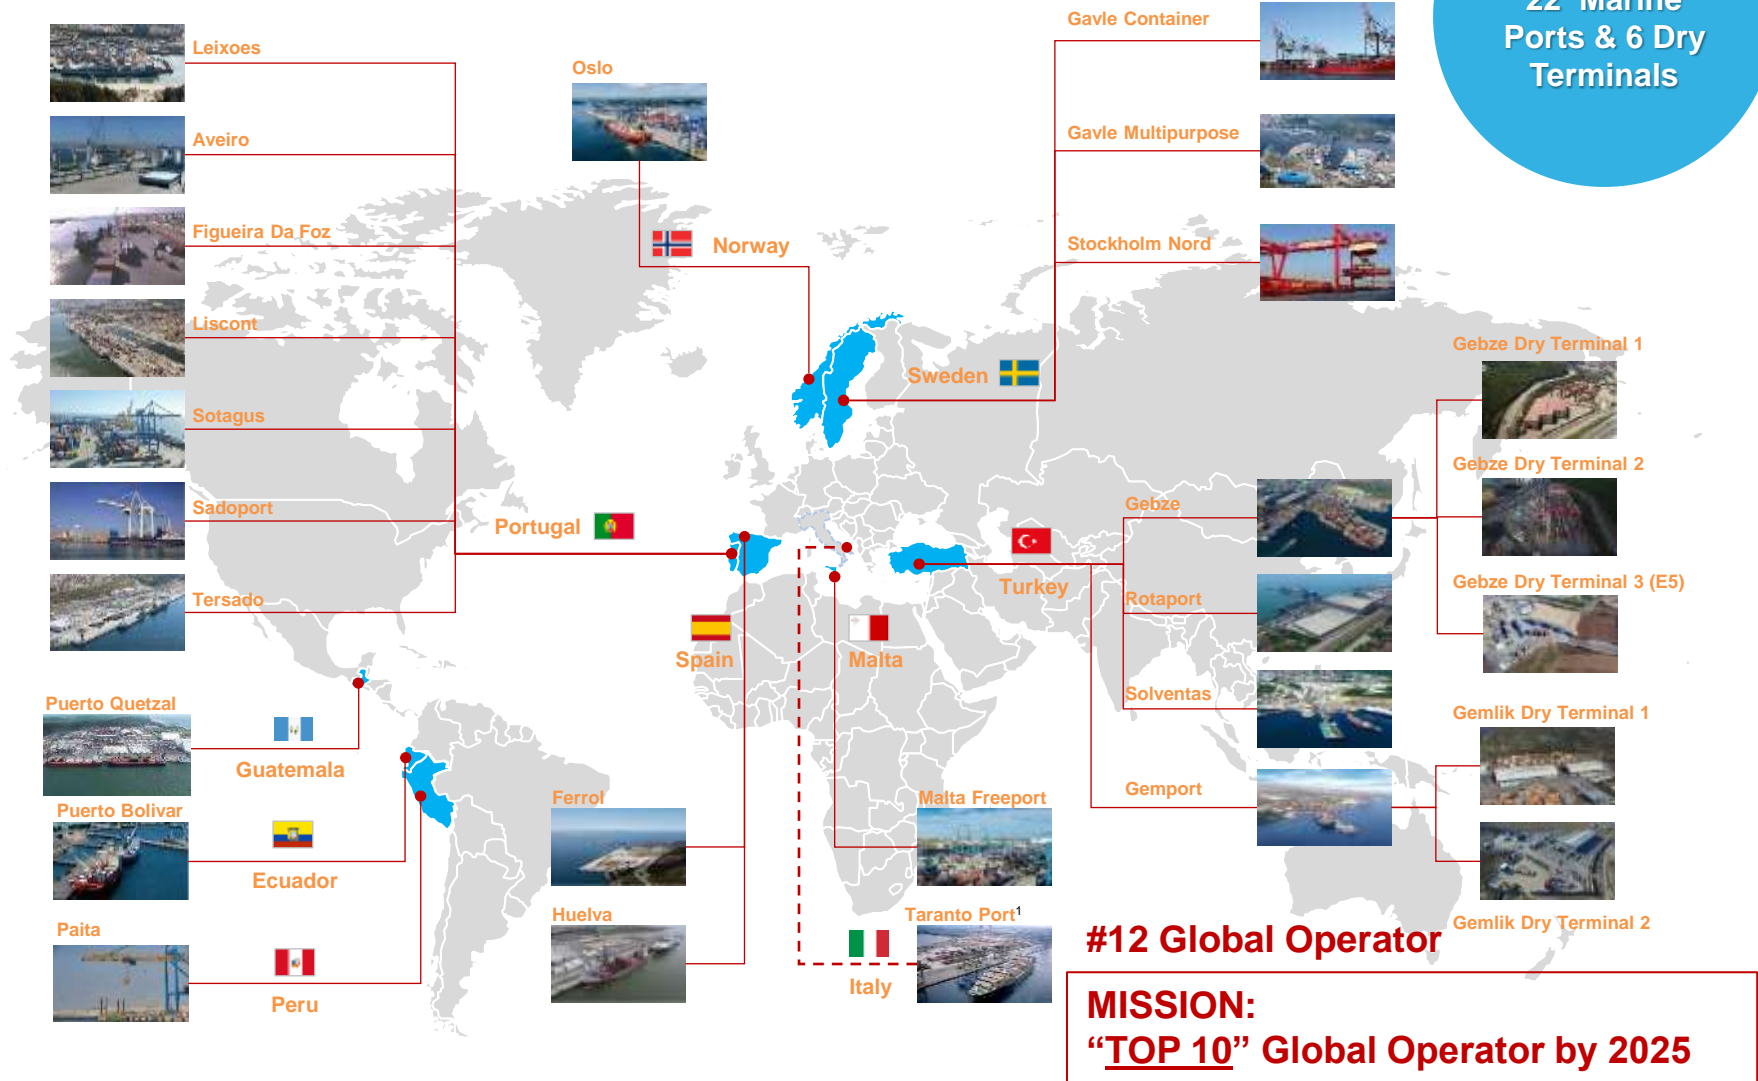 22 Marine
Ports & 6 Dry
Terminals
Leixoes
Aveiro
Figueira Da Foz
Liscont
Sotagus
Sadoport
Tersado
Portugal
Oslo
Norway
Gavle Container
Gavle Multipurpose
Stockholm Nord
Sweden
Gebze Dry Terminal 1
Gebze Dry Terminal 2
Gebze Dry Terminal 3 (E5)
Gebze
Rotaport
Solventas
Gemport
Turkey
Gemlik Dry Terminal 1
Gemlik Dry Terminal 2
Spain
Ferrol
Huelva
Malta
Malta Freeport
Taranto Port1
Italy
Puerto Quetzal
Guatemala
Puerto Bolivar
Ecuador
Paita
Peru
#12 Global Operator
MISSION:
“TOP 10” Global Operator by 2025